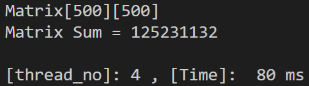 Matrix[500][500]
Matrix Sum = 125231132
[thread_no]: 4 , [Time]:  80 ms